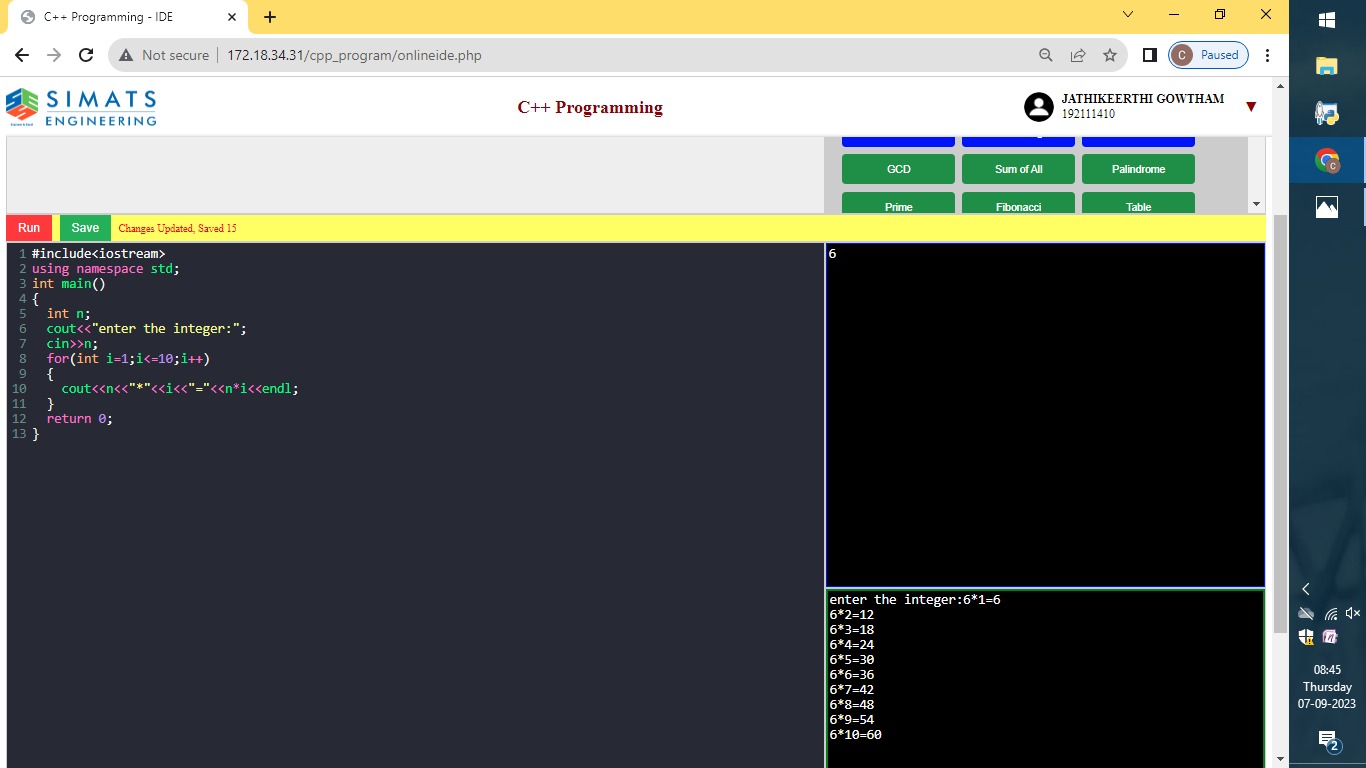 C++ Programming - IDE
Not secure
172.18.34.31/cpp_program/onlineide.php
C
Paused
SIMATS
ENGINEERING
C++ Programming
JATHIKEERTHI GOWTHAM
192111410
GCD
Sum of All
Palindrome
Prime
Fibonacci
Table
Run
Save
Changes Updated, Saved 15
1 #include<iostream>
2 using namespace std;
3 int main()
4 {
5 int n;
6 cout<<"enter the integer:";
7 cin>>n;
8 for(int i=1;i<=10;i++)
9 {
10 cout<<n<<"*"<<i<<"="<<n*i<<endl;
11 }
12 return 0;
13 }
6
enter the integer:6*1=6
6*2=12
6*3=18
6*4=24
6*5=30
6*6=36
6*7=42
6*8=48
6*9=54
6*10=60
C
08:45
Thursday
07-09-2023
2